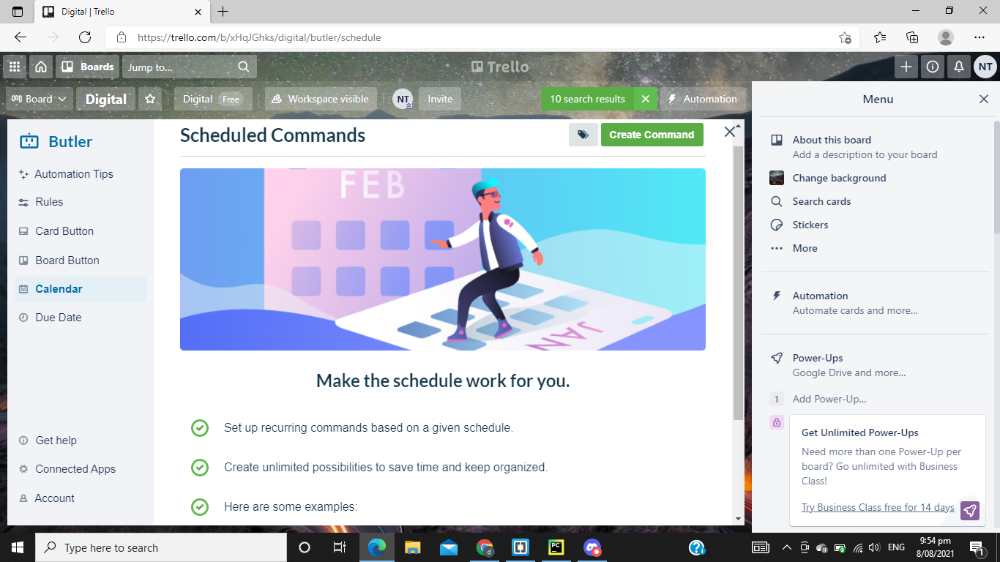 Digital | Trello
https://trello.com/b/xHqJGhks/digital/butler/schedule
Boards
Jump to...
Trello
NT
Board
Digital
Digital Free
Workspace visible
NT
Invite
10 search results
Automation
Menu
Butler
Automation Tips
Rules
Card Button
Board Button
Calendar
Due Date
Get help
Connected Apps
Account
Scheduled Commands
Create Command
FEB
JAN
Make the schedule work for you.
Set up recurring commands based on a given schedule.
Create unlimited possibilities to save time and keep organized.
Here are some examples:
About this board
Add a description to your board
Change background
Search cards
Stickers
More
Automation
Automate cards and more...
Power-Ups
Google Drive and more...
1 Add Power-Up...
Get Unlimited Power-Ups
Need more than one Power-Up per
board? Go unlimited with Business
Class!
Try Business Class free for 14 days
Type here to search
d
PC
ENG
9:54 pm
8/08/2021
1